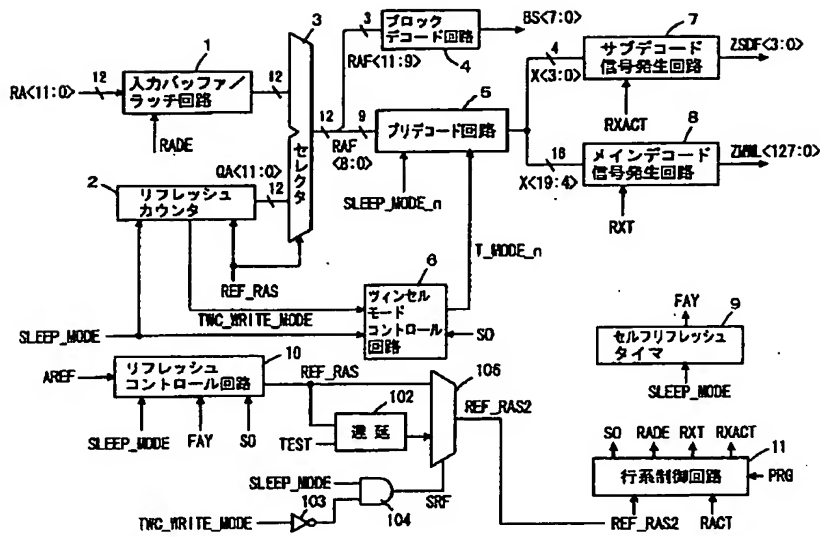 3
3
ブロック
デコード回路
BS<7:0>
4
RAF<11:9>
1
RA<11:0>
12
入力バッファ/
ラッチ回路
12
RADE
5
12
9
RAF
<8:0>
プリデコード回路
SLEEP_MODE_n
7
4
X<3:0>
サブデコード
信号発生回路
ZSDF<3:0>
RXACT
8
16
X<19:4>
メインデコード
信号発生回路
ZMWL<127:0>
RXT
セレクタ
QA<11:0>
12
2
リフレッシュ
カウンタ
REF_RAS
T_MODE_n
6
ツィンセル
モード
コントロール
回路
TWC_WRITE_MODE
SLEEP_MODE
SO
FAY
9
セルフリフレッシュ
タイマ
SLEEP_MODE
10
AREF
リフレッシュ
コントロール回路
REF_RAS
SLEEP_MODE
FAY
SO
102
TEST
遅延
106
REF_RAS2
SLEEP_MODE
103
TWC_WRITE_MODE
104
SRF
SO
RADE
RXT
RXACT
11
行系制御回路
PRG
REF_RAS2
RACT